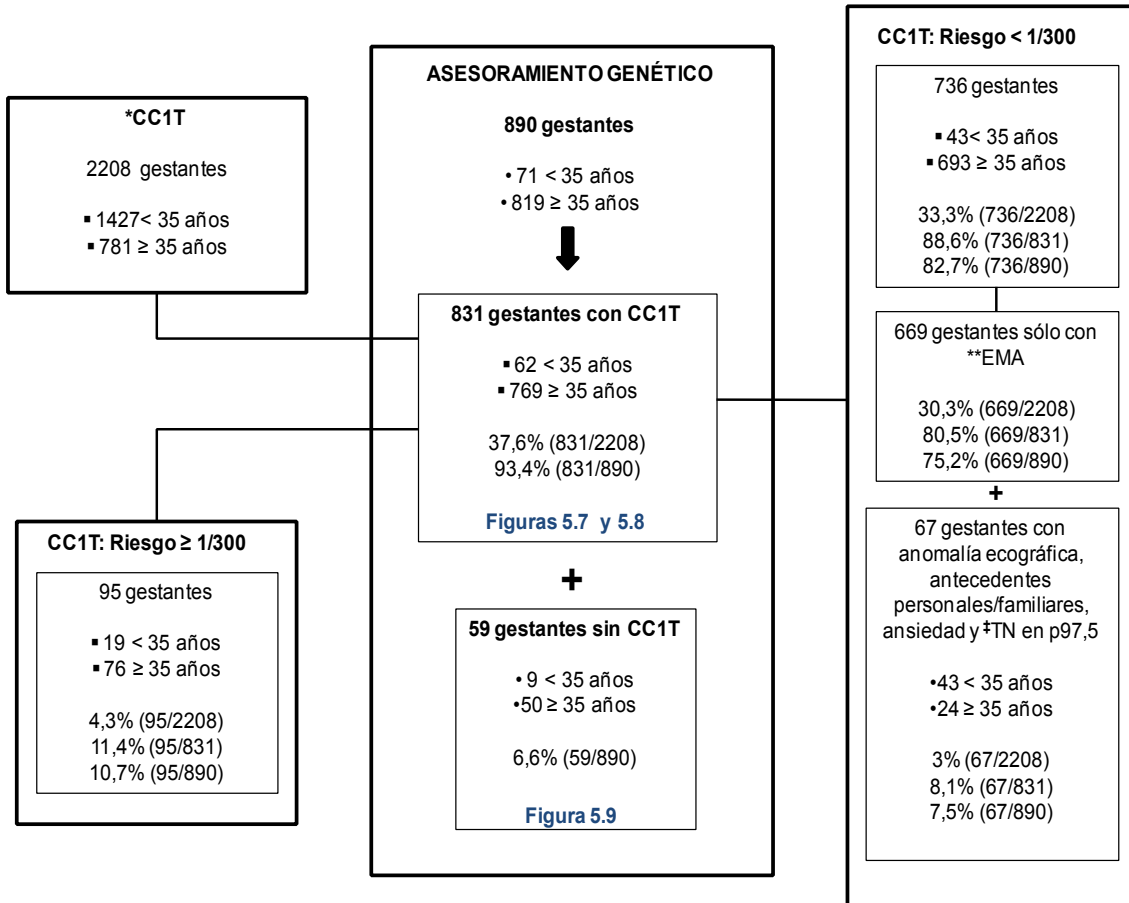 *CC1T
2208 gestantes
▪ 1427< 35 años
▪ 781 ≥ 35 años
CC1T: Riesgo ≥ 1/300
95 gestantes
▪ 19 < 35 años
▪ 76 ≥ 35 años
4,3% (95/2208)
11,4% (95/831)
10,7% (95/890)
ASESORAMIENTO GENÉTICO
890 gestantes
• 71 < 35 años
• 819 ≥ 35 años
831 gestantes con CC1T
▪ 62 < 35 años
▪ 769 ≥ 35 años
37,6% (831/2208)
93,4% (831/890)
Figuras 5.7 y 5.8
+
59 gestantes sin CC1T
• 9 < 35 años
•50 ≥ 35 años
6,6% (59/890)
Figura 5.9
CC1T: Riesgo < 1/300
736 gestantes
▪ 43< 35 años
▪ 693 ≥ 35 años
33,3% (736/2208)
88,6% (736/831)
82,7% (736/890)
669 gestantes sólo con
**EMA
30,3% (669/2208)
80,5% (669/831)
75,2% (669/890)
+
67 gestantes con
anomalía ecográfica,
antecedentes
personales/familiares,
ansiedad y ‡TN en p97,5
•43 < 35 años
•24 ≥ 35 años
3% (67/2208)
8,1% (67/831)
7,5% (67/890)